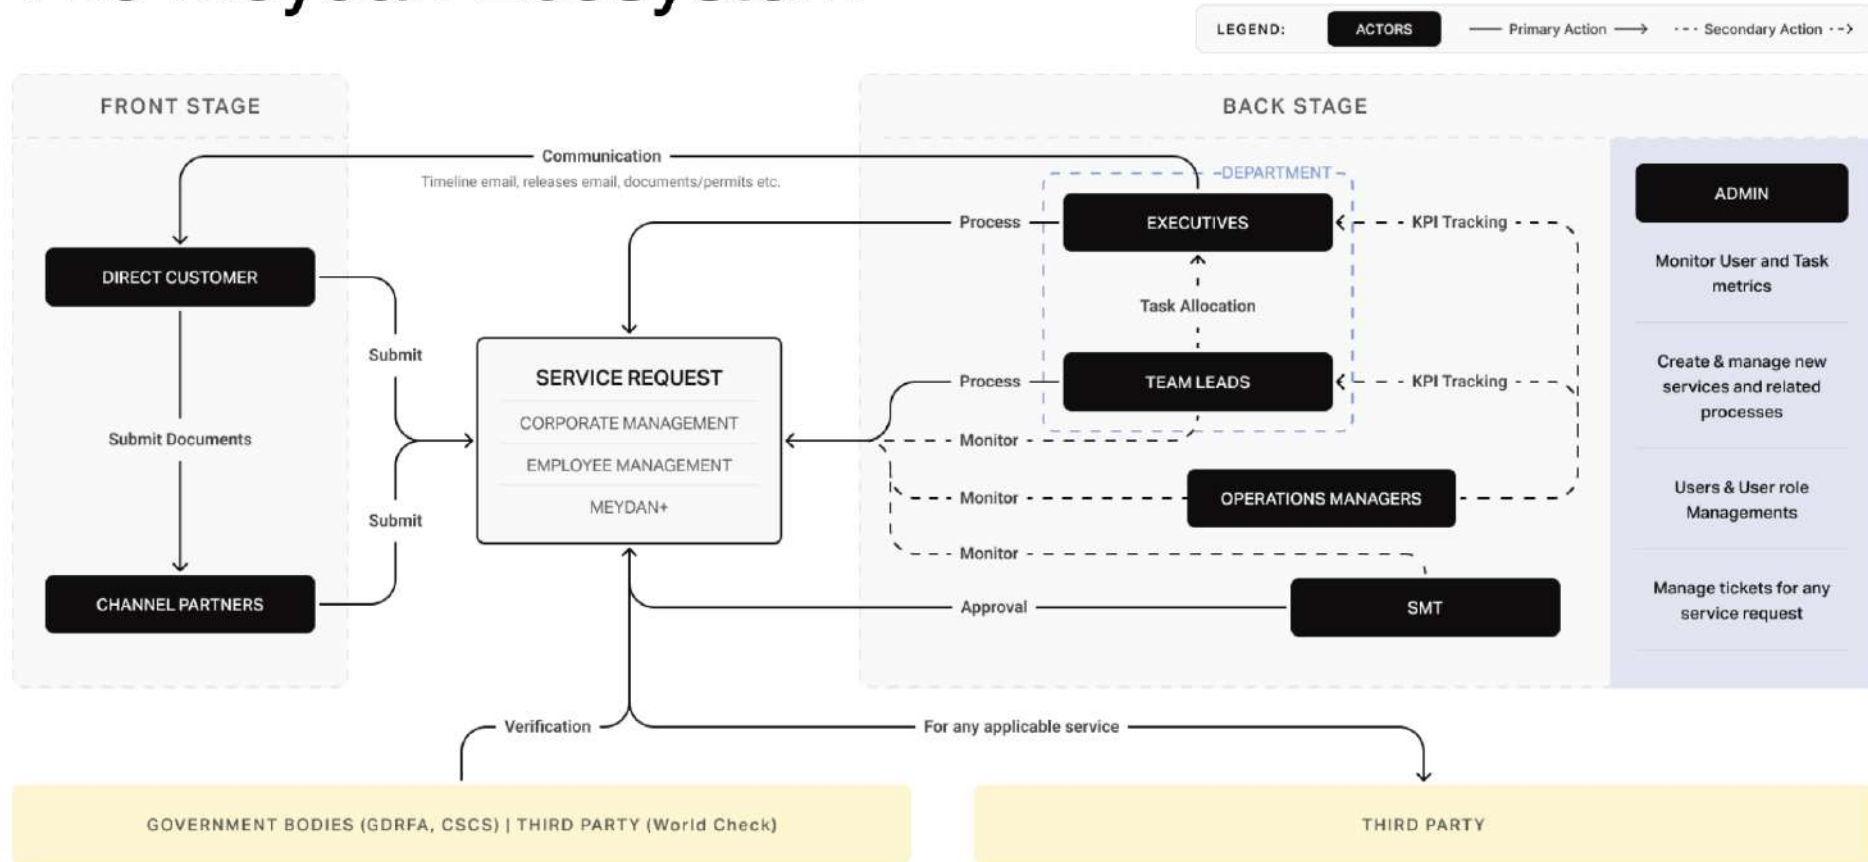 LEGEND:
ACTORS
Primary Action
Secondary Action
FRONT STAGE
BACK STAGE
Communication
Timeline email, releases email, documents/permits etc.
DEPARTMENT
ADMIN
Process
EXECUTIVES
KPI Tracking
Monitor User and Task
metrics
DIRECT CUSTOMER
Task Allocation
Submit
Create & manage new
services and related
processes
SERVICE REQUEST
Process
TEAM LEADS
KPI Tracking
CORPORATE MANAGEMENT
Submit Documents
Monitor
EMPLOYEE MANAGEMENT
Users & User role
Managements
Monitor
OPERATIONS MANAGERS
MEYDAN+
Submit
Monitor
Manage tickets for any
service request
CHANNEL PARTNERS
Approval
SMT
Verification
For any applicable service
GOVERNMENT BODIES (GDRFA, CSCS) | THIRD PARTY (World Check)
THIRD PARTY